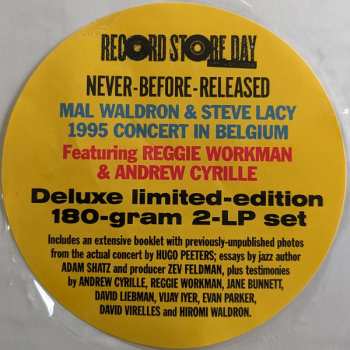 RECORD STORE DAY
NEVER-BEFORE-RELEASED
MAL WALDRON & STEVE LACY
1995 CONCERT IN BELGIUM
Featuring REGGIE WORKMAN
& ANDREW CYRILLE
Deluxe limited-edition
180-gram 2-LP set
Includes an extensive booklet with previously-unpublished photos
from the actual concert by HUGO PEETERS; essays by jazz author
ADAM SHATZ and producer ZEV FELDMAN, plus testimonies
by ANDREW CYRILLE, REGGIE WORKMAN, JANE BUNNETT,
DAVID LIEBMAN, VIJAY IYER, EVAN PARKER,
DAVID VIRELLES and HIROMI WALDRON.